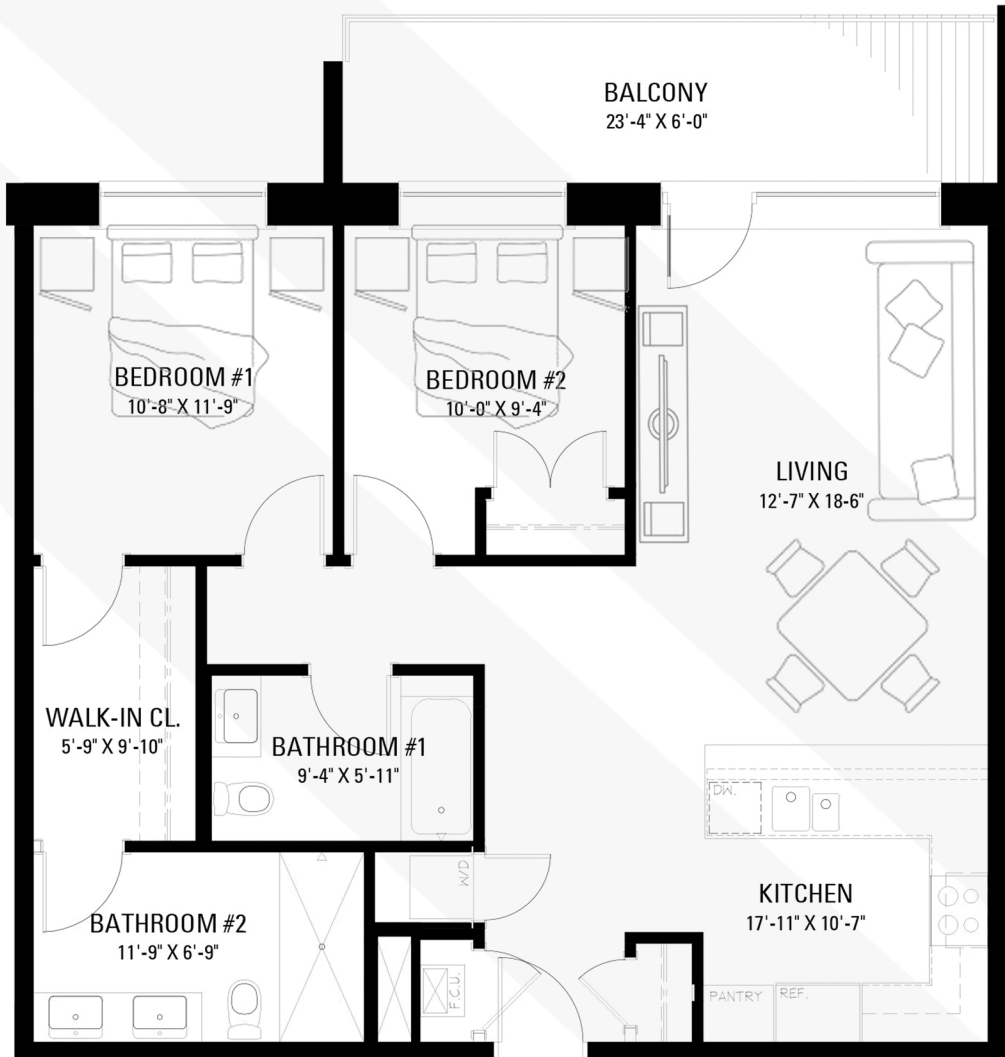 BALCONY
23'-4" X 6'-0"
BEDROOM #1
10'-8" X 11'-9"
BEDROOM #2
10'-0" X 9'-4"
LIVING
12'-7" X 18-6"
WALK-IN CL.
5'-9" X 9'-10"
BATHROOM #1
9'-4" X 5'-11"
DW.
W/D
KITCHEN
17'-11" X 10'-7"
BATHROOM #2
11'-9" X 6'-9"
F.C.U.
PANTRY
REF.